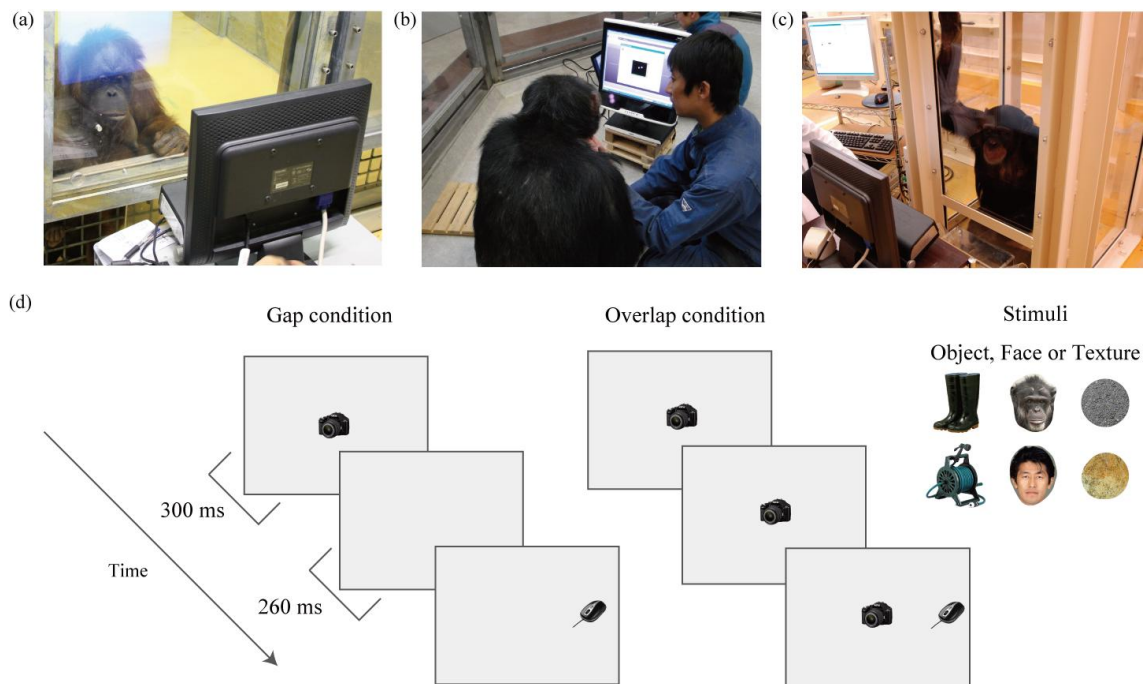 (a)
(b)
(c)
(d)
Gap condition
Overlap condition
Stimuli
Object, Face or Texture
300 ms
260 ms
Time